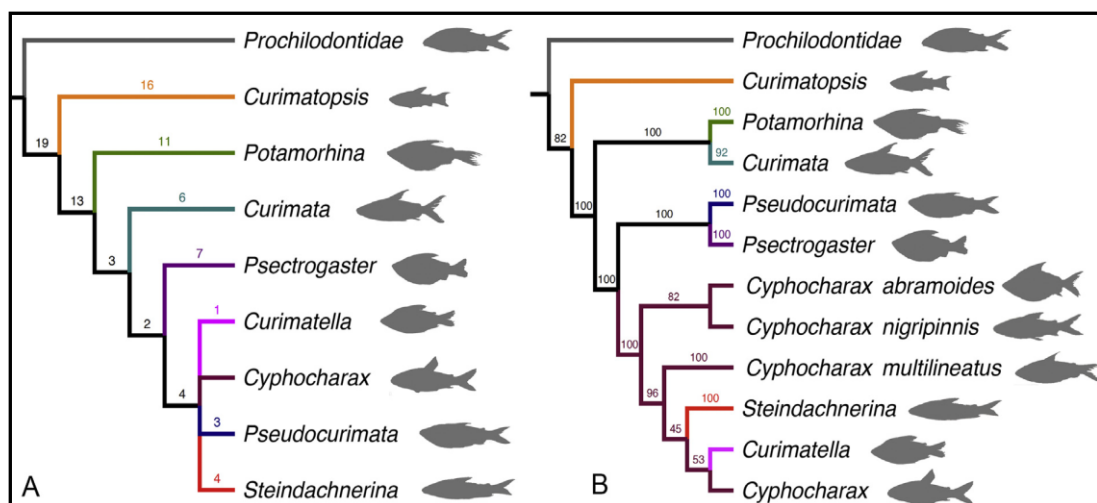 Prochilodontidae
16
Curimatopsis
19
11
Potamorhina
13
6
Curimata
3
7
Psectrogaster
2
1
Curimatella
Cyphocharax
4
3
Pseudocurimata
4
Steindachnerina
A
Prochilodontidae
Curimatopsis
82
100
Potamorhina
100
92
Curimata
100
100
Pseudocurimata
100
100
Psectrogaster
100
Cyphocharax abramoides
82
Cyphocharax nigripinnis
100
100
Cyphocharax multilineatus
96
100
Steindachnerina
45
Curimatella
53
Cyphocharax
B